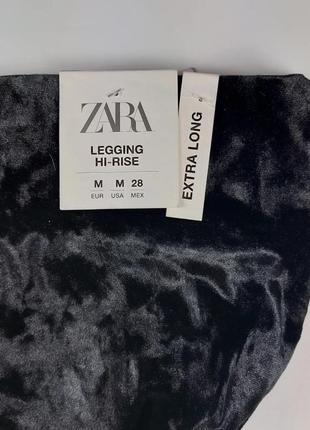 ZARA
LEGGING
HI-RISE
M M 28
EUR USA MEX
EXTRA LONG